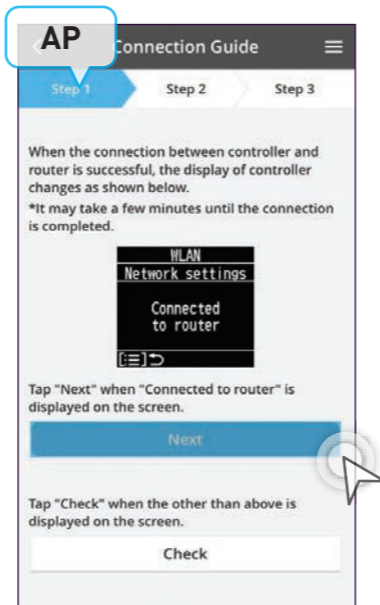 AP
Connection Guide
Step 1 Step 2 Step 3
When the connection between controller and
router is successful, the display of controller
changes as shown below.
*It may take a few minutes until the connection
is completed.
WLAN
Network settings
Connected
to router
Tap "Next" when "Connected to router" is
displayed on the screen.
Next
Tap "Check" when the other than above is
displayed on the screen.
Check